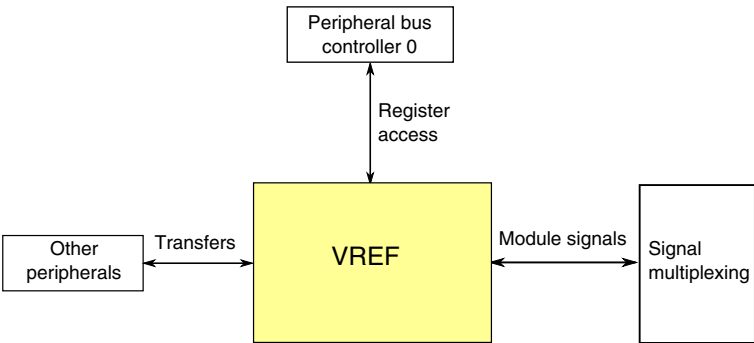 Peripheral bus
controller 0
Register
access
Transfers
Other
peripherals
VREF
Module signals
Signal
multiplexing